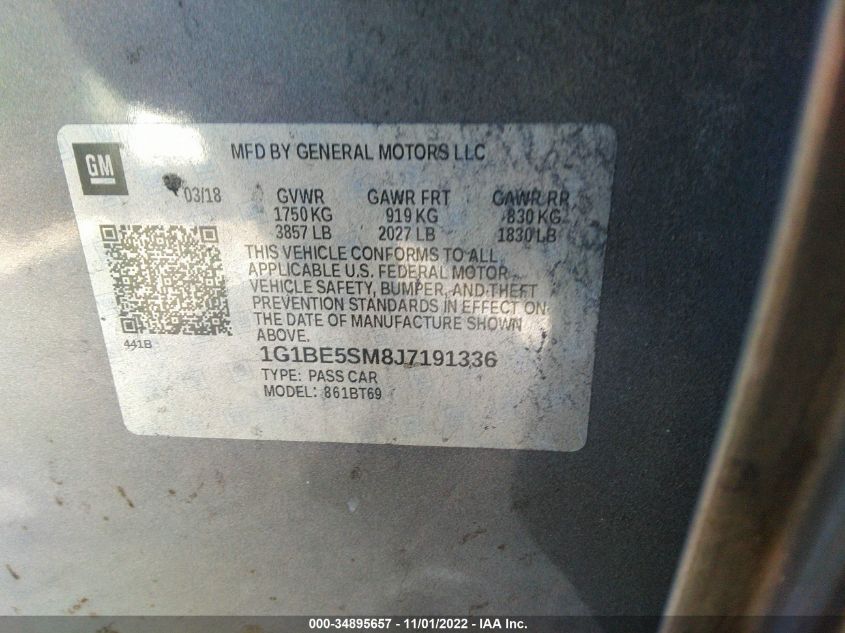 GM
MFD BY GENERAL MOTORS LLC
03/18
GVWR GAWR FRT GAWR RR
1750 KG 919 KG 830 KG
3857 LB 2027 LB 1830 LB
THIS VEHICLE CONFORMS TO ALL
APPLICABLE U.S. FEDERAL MOTOR
VEHICLE SAFETY, BUMPER, AND THEFT
PREVENTION STANDARDS IN EFFECT ON
THE DATE OF MANUFACTURE SHOWN
ABOVE.
441B
1G1BE5SM8J7191336
TYPE: PASS CAR
MODEL: 861BT69
000-34895657 - 11/01/2022 - IAA Inc.